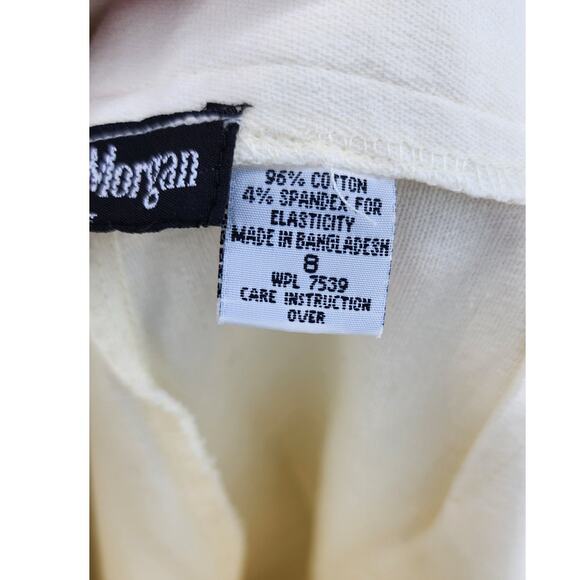 Morgan
96% COTTON
4% SPANDEX FOR
ELASTICITY
MADE IN BANGLADESH
8
WPL 7539
CARE INSTRUCTION
OVER